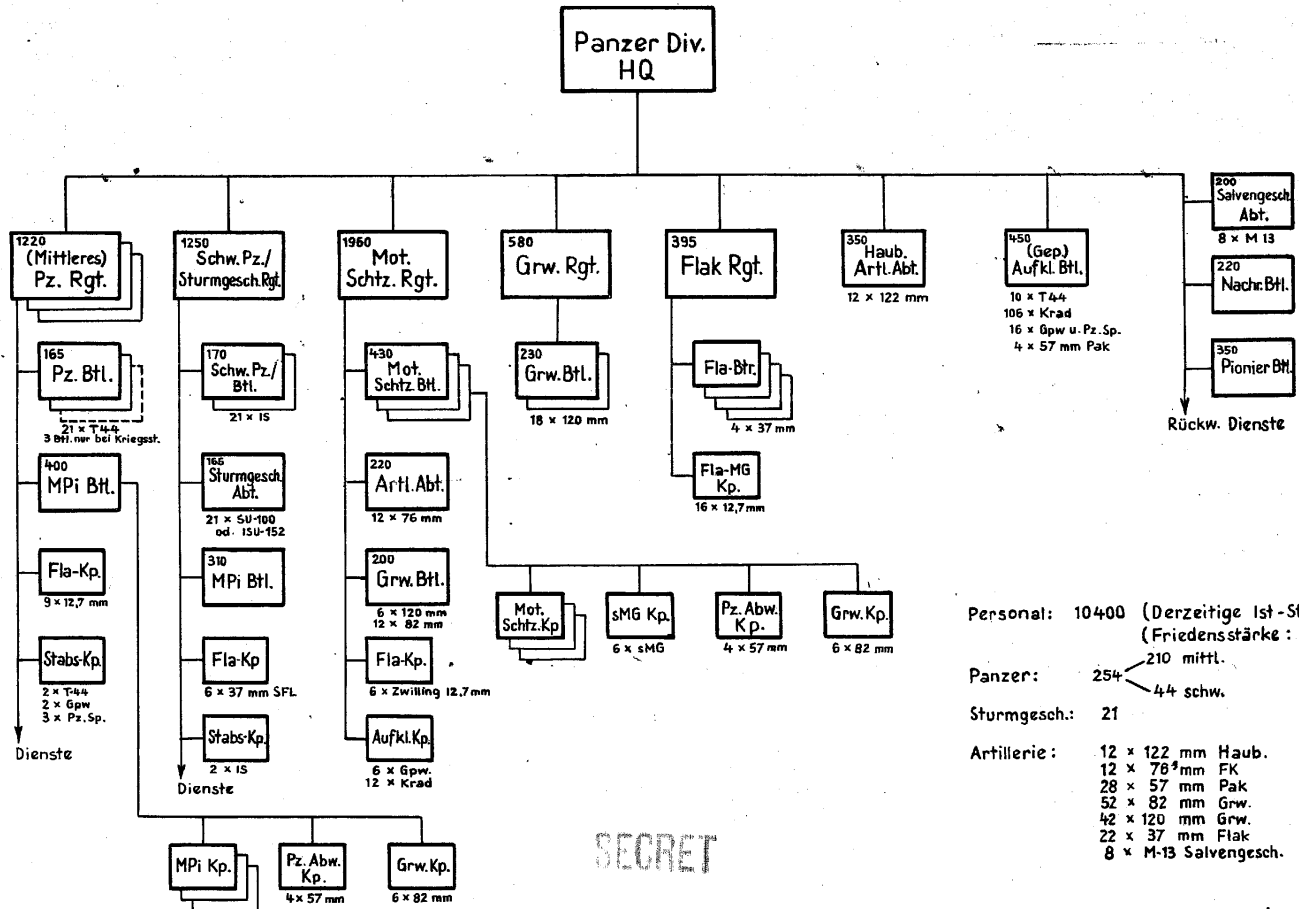 Panzer Div.
HQ
1220
(Mittleres)
Pz. Rgt.
1250
Schw. Pz./
Sturmgesch. Rgt.
1960
Mot.
Schtz. Rgt.
580
Grw. Rgt.
395
Flak Rgt.
350
Haub.
Artl. Abt.
12 × 122 mm
450
(Gep.)
Aufkl. Btl.
10 × T44
106 × Krad
16 × Gpw u. Pz. Sp.
4 × 57 mm Pak
200
Salvengesch.
Abt.
8 × M 13
220
Nachr. Btl.
350
Pionier Btl.
Rückw. Dienste
165
Pz. Btl.
21 × T44
3 Btl. nur bei Kriegsst.
400
MPi Btl.
Fla-Kp.
9 × 12,7 mm
Stabs-Kp.
2 × T-44
2 × Gpw
3 × Pz. Sp.
Dienste
170
Schw. Pz./
Btl.
21 × IS
Sturmgesch.
Abt.
21 × SU-100
od. ISU-152
310
MPi Btl.
Fla-Kp
6 × 37 mm SFL
Stabs-Kp.
2 × IS
Dienste
430
Mot.
Schtz. Btl.
220
Artl. Abt.
12 × 76 mm
200
Grw. Btl.
6 × 120 mm
12 × 82 mm
Fla-Kp.
6 × Zwilling 12,7 mm
Aufkl. Kp.
6 × Gpw.
12 × Krad
230
Grw. Btl.
18 × 120 mm
Fla-Btr.
4 × 37 mm
Fla-MG
Kp.
16 × 12,7 mm
Mot.
Schtz. Kp
sMG Kp.
6 × sMG
Pz. Abw.
Kp.
4 × 57 mm
Grw. Kp.
6 × 82 mm
MPi Kp.
Pz. Abw.
Kp.
4 × 57 mm
Grw. Kp.
6 × 82 mm
SECRET
Personal: 10400 (Derzeitige Ist-St
(Friedensstärke :
Panzer: 254 210 mittl.
44 schw.
Sturmgesch.: 21
Artillerie: 12 × 122 mm Haub.
12 × 76 mm FK
28 × 57 mm Pak
52 × 82 mm Grw.
42 × 120 mm Grw.
22 × 37 mm Flak
8 × M-13 Salvengesch.